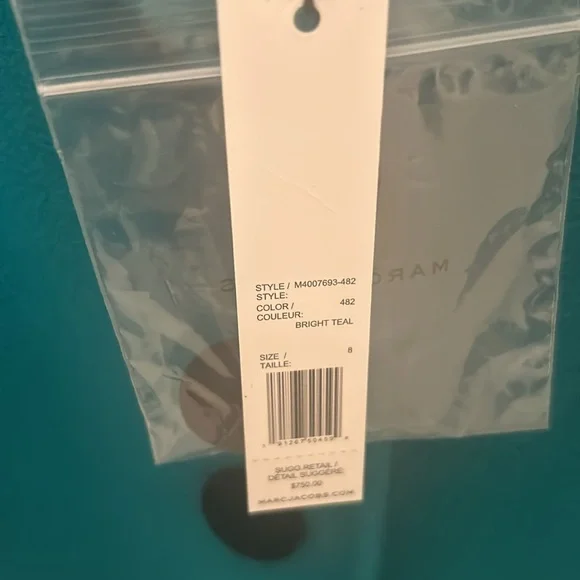 STYLE / M4007693-482
STYLE:
COLOR / 482
COULEUR:
BRIGHT TEAL
SIZE / 8
TAILLE:
SUGG RETAIL /
DÉTAIL SUGGÉRÉ
$750.00
MARCJACOBS.COM
MARC